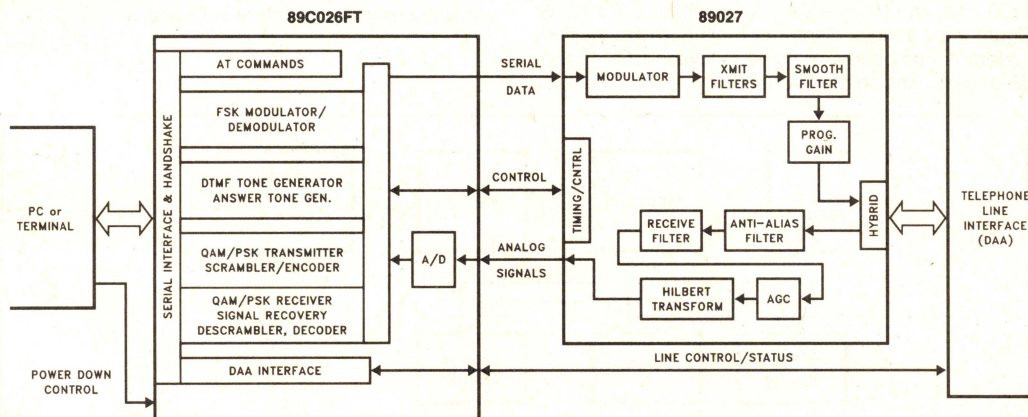 89C026FT
89027
AT COMMANDS
SERIAL
DATA
MODULATOR
XMIT
FILTERS
SMOOTH
FILTER
FSK MODULATOR/
DEMODULATOR
PROG.
GAIN
PC or
TERMINAL
SERIAL INTERFACE & HANDSHAKE
DTMF TONE GENERATOR
ANSWER TONE GEN.
CONTROL
TIMING/CNTRL
HYBRID
TELEPHONE
LINE
INTERFACE
(DAA)
RECEIVE
FILTER
ANTI-ALIAS
FILTER
QAM/PSK TRANSMITTER
SCRAMBLER/ENCODER
A/D
ANALOG
SIGNALS
HILBERT
TRANSFORM
AGC
QAM/PSK RECEIVER
SIGNAL RECOVERY
DESCRAMBLER, DECODER
LINE CONTROL/STATUS
DAA INTERFACE
POWER DOWN
CONTROL